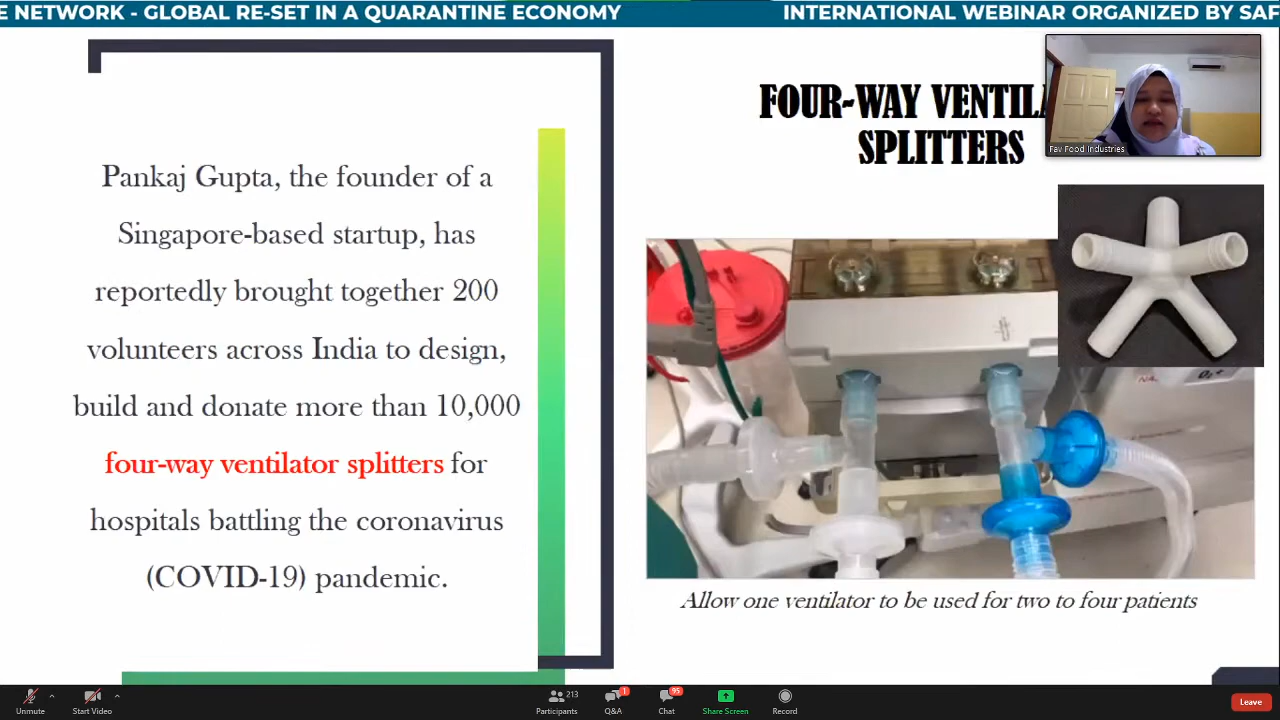 E NETWORK - GLOBAL RE-SET IN A QUARANTINE ECONOMY
INTERNATIONAL WEBINAR ORGANIZED BY SAF
Pankaj Gupta, the founder of a
Singapore-based startup, has
reportedly brought together 200
volunteers across India to design,
build and donate more than 10,000
four-way ventilator splitters for
hospitals battling the coronavirus
(COVID-19) pandemic.
FOUR-WAY VENTILA
SPLITTERS
Fav Food Industries
Allow one ventilator to be used for two to four patients
Unmute
Start Video
213
Participants
1
Q&A
95
Chat
Share Screen
Record
Leave